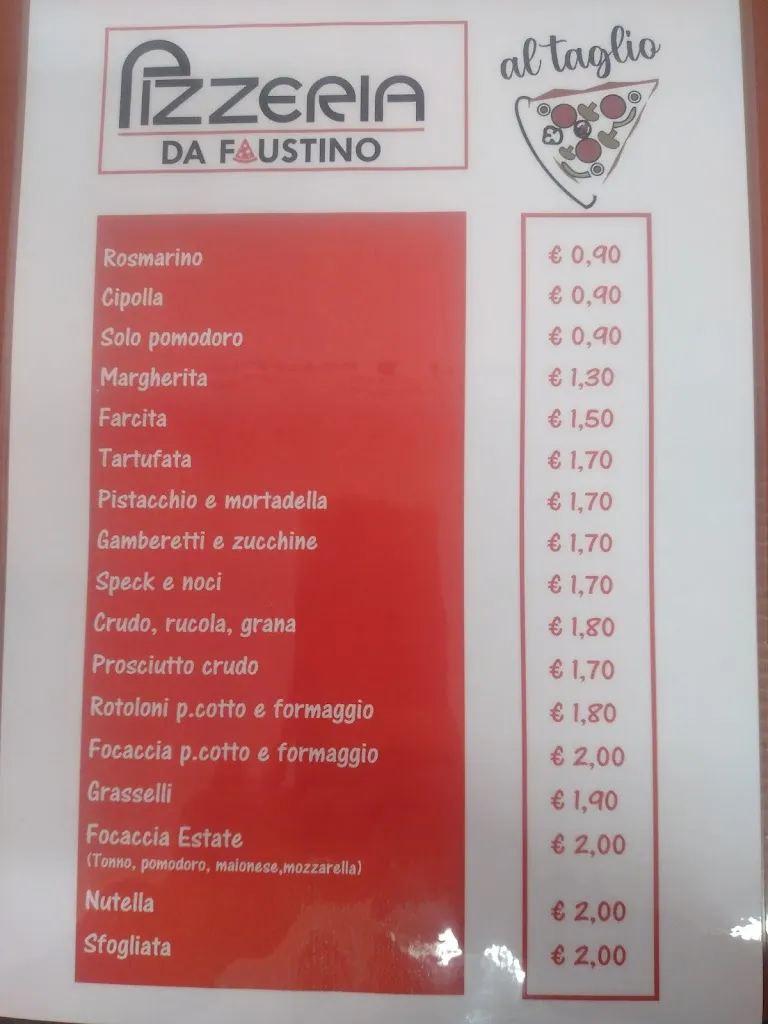 PIZZERIA
DA FAUSTINO
al taglio
Rosmarino € 0,90
Cipolla € 0,90
Solo pomodoro € 0,90
Margherita € 1,30
Farcita € 1,50
Tartufata € 1,70
Pistacchio e mortadella € 1,70
Gamberetti e zucchine € 1,70
Speck e noci € 1,70
Crudo, rucola, grana € 1,80
Prosciutto crudo € 1,70
Rotoloni p.cotto e formaggio € 1,80
Focaccia p.cotto e formaggio € 2,00
Grasselli € 1,90
Focaccia Estate € 2,00
(Tonno, pomodoro, maionese,mozzarella)
Nutella € 2,00
Sfogliata € 2,00